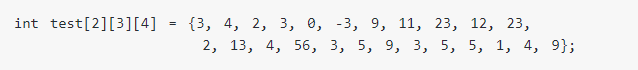 int test[2][3][4] = {3, 4, 2, 3, 0, -3, 9, 11, 23, 12, 23,
2, 13, 4, 56, 3, 5, 9, 3, 5, 5, 1, 4, 9};